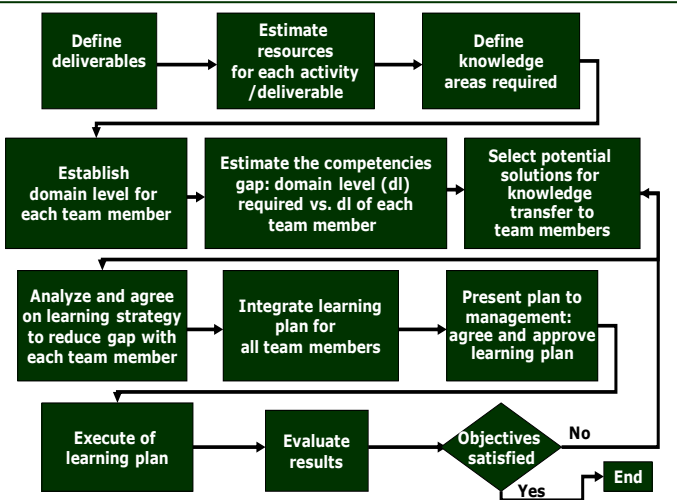 Define
deliverables
Estimate
resources
for each activity
/deliverable
Define
knowledge
areas required
Establish
domain level for
each team member
Estimate the competencies
gap: domain level (dl)
required vs. dl of each
team member
Select potential
solutions for
knowledge
transfer to
team members
Analyze and agree
on learning strategy
to reduce gap with
each team member
Integrate learning
plan for
all team members
Present plan to
management:
agree and approve
learning plan
Execute of
learning plan
Evaluate
results
Objectives
satisfied
No
Yes
End